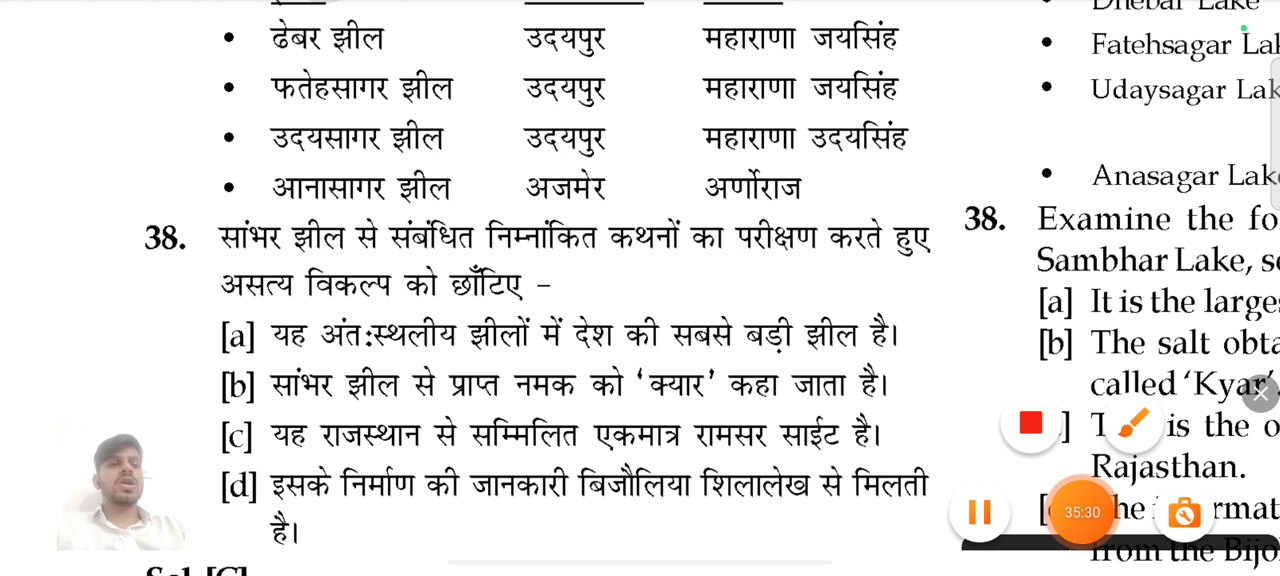 ढेबर झील उदयपुर महाराणा जयसिंह Dhebar Lake
• फतेहसागर झील उदयपुर महाराणा जयसिंह
• उदयसागर झील उदयपुर महाराणा उदयसिंह
• आनासागर झील अजमेर अर्णोराज
38. सांभर झील से संबंधित निम्नांकित कथनों का परीक्षण करते हुए
असत्य विकल्प को छाँटिए –
[a] यह अंतःस्थलीय झीलों में देश की सबसे बड़ी झील है।
[b] सांभर झील से प्राप्त नमक को ‘क्यार’ कहा जाता है।
[c] यह राजस्थान से सम्मिलित एकमात्र रामसर साईट है।
[d] इसके निर्माण की जानकारी बिजौलिया शिलालेख से मिलती
है।
• Fatehsagar
• Udaysagar
• Anasagar
38. Examine the
Sambhar Lake,
[a] It is the
[b] The salt
called ‘Kyar’
is the
Rajasthan.
from the
35:30